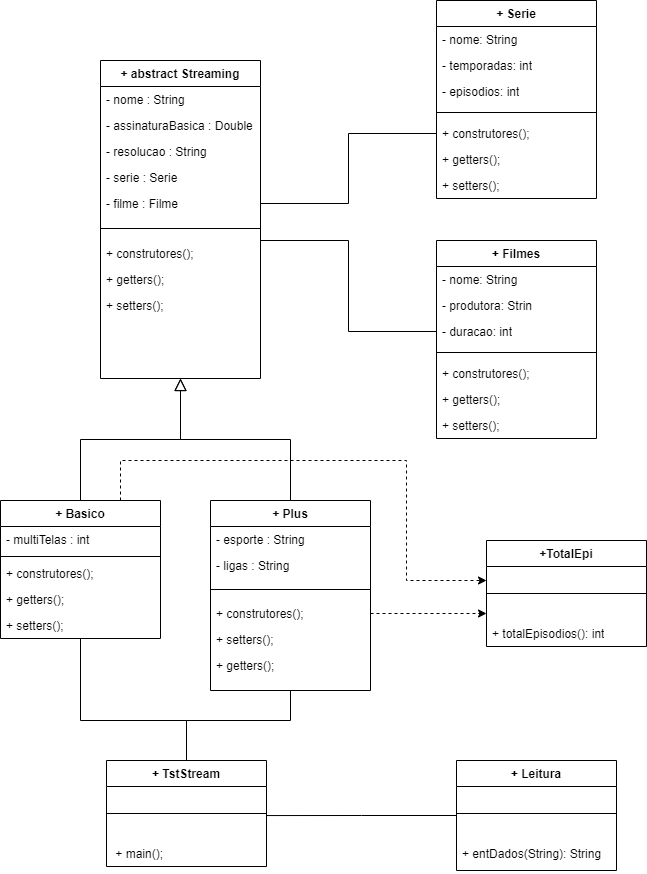 + Serie
- nome: String
- temporadas: int
- episodios: int
+ construtores();
+ getters();
+ setters();
+ abstract Streaming
- nome : String
- assinaturaBasica : Double
- resolucao : String
- serie : Serie
- filme : Filme
+ construtores();
+ getters();
+ setters();
+ Filmes
- nome: String
- produtora: Strin
- duracao: int
+ construtores();
+ getters();
+ setters();
+ Basico
- multiTelas : int
+ construtores();
+ getters();
+ setters();
+ Plus
- esporte : String
- ligas : String
+ construtores();
+ setters();
+ getters();
+TotalEpi
+ totalEpisodios(): int
+ TstStream
+ main();
+ Leitura
+ entDados(String): String